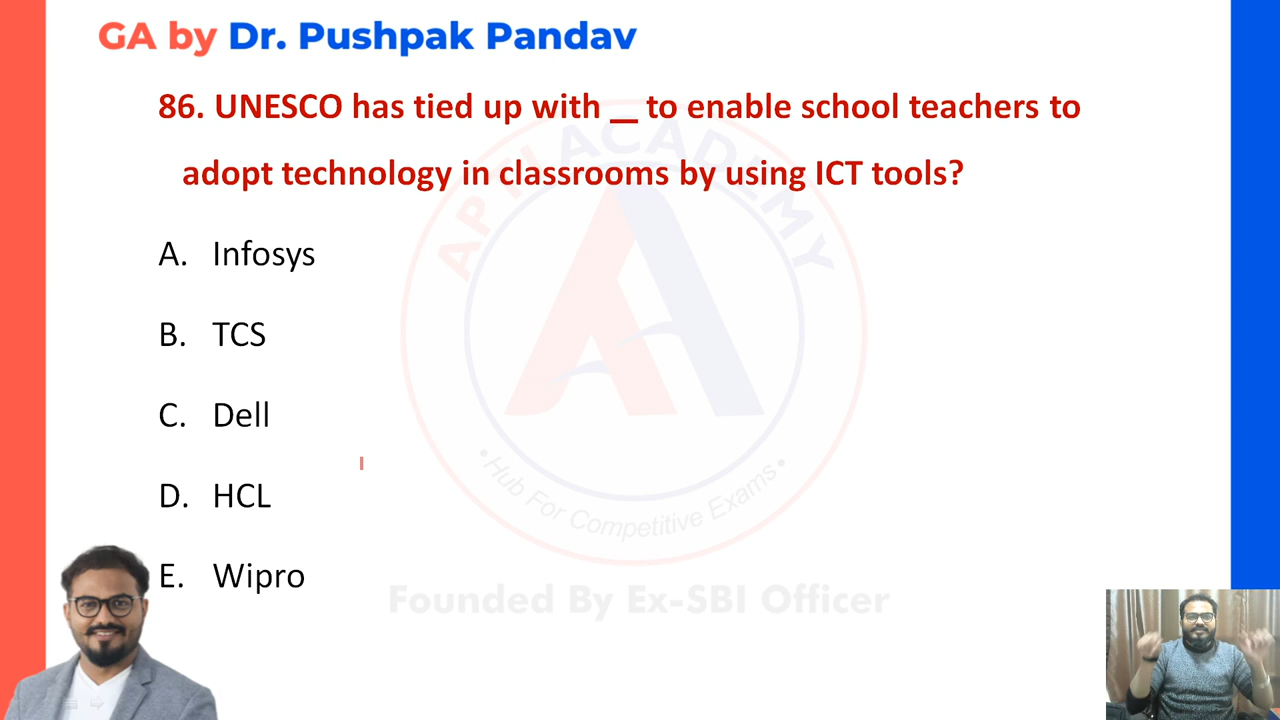 GA by Dr. Pushpak Pandav
86. UNESCO has tied up with _ to enable school teachers to
adopt technology in classrooms by using ICT tools?
A. Infosys
B. TCS
C. Dell
D. HCL
E. Wipro
APTI ACADEMY
• Hub For Competitive Exams •
Founded By Ex-SBI Officer